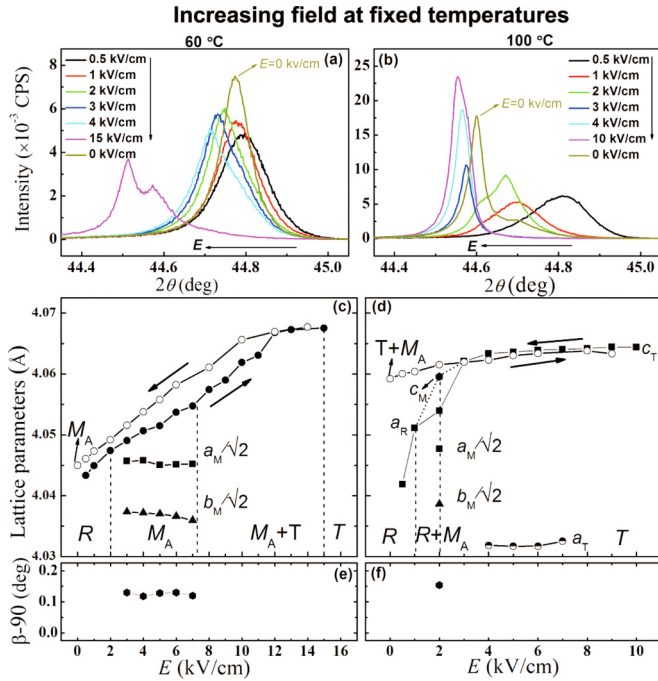 Increasing field at fixed temperatures
60 °C
100 °C
(a)
0.5 kV/cm
1 kV/cm
2 kV/cm
3 kV/cm
4 kV/cm
15 kV/cm
0 kV/cm
E=0 kv/cm
E
Intensity (×10⁻³ CPS)
8
6
4
2
0
44.4
44.6
44.8
45.0
2θ (deg)
(b)
0.5 kV/cm
1 kV/cm
2 kV/cm
3 kV/cm
4 kV/cm
10 kV/cm
0 kV/cm
E=0 kv/cm
E
25
20
15
10
5
0
44.4
44.6
44.8
45.0
2θ (deg)
(c)
Lattice parameters (Å)
4.07
4.06
4.05
4.04
4.03
M_A
a_M/√2
b_M/√2
R
M_A
M_A+T
T
(d)
T+M_A
c_T
c_M
a_R
a_M/√2
b_M/√2
a_T
R
R+M_A
T
(e)
β-90 (deg)
0.2
0.1
0.0
0
2
4
6
8
10
12
14
16
E (kV/cm)
(f)
0
2
4
6
8
10
E (kV/cm)